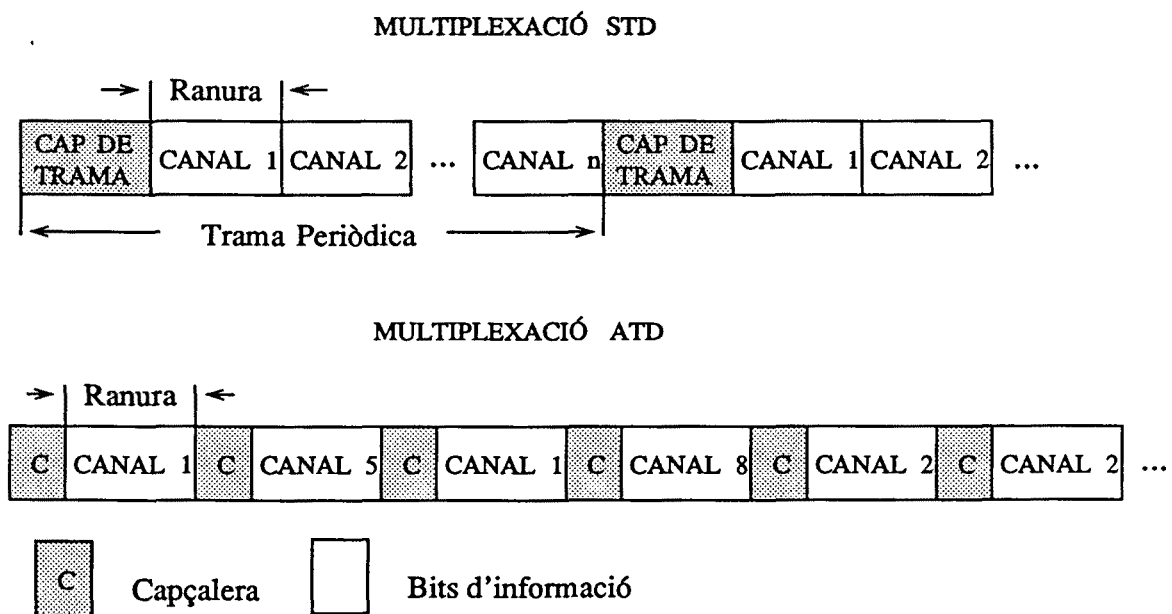 MULTIPLEXACIÓ STD
Ranura
CAP DE TRAMA CANAL 1 CANAL 2 ... CANAL n CAP DE TRAMA CANAL 1 CANAL 2 ...
Trama Periòdica
MULTIPLEXACIÓ ATD
Ranura
C CANAL 1 C CANAL 5 C CANAL 1 C CANAL 8 C CANAL 2 C CANAL 2 ...
C Capçalera Bits d'informació